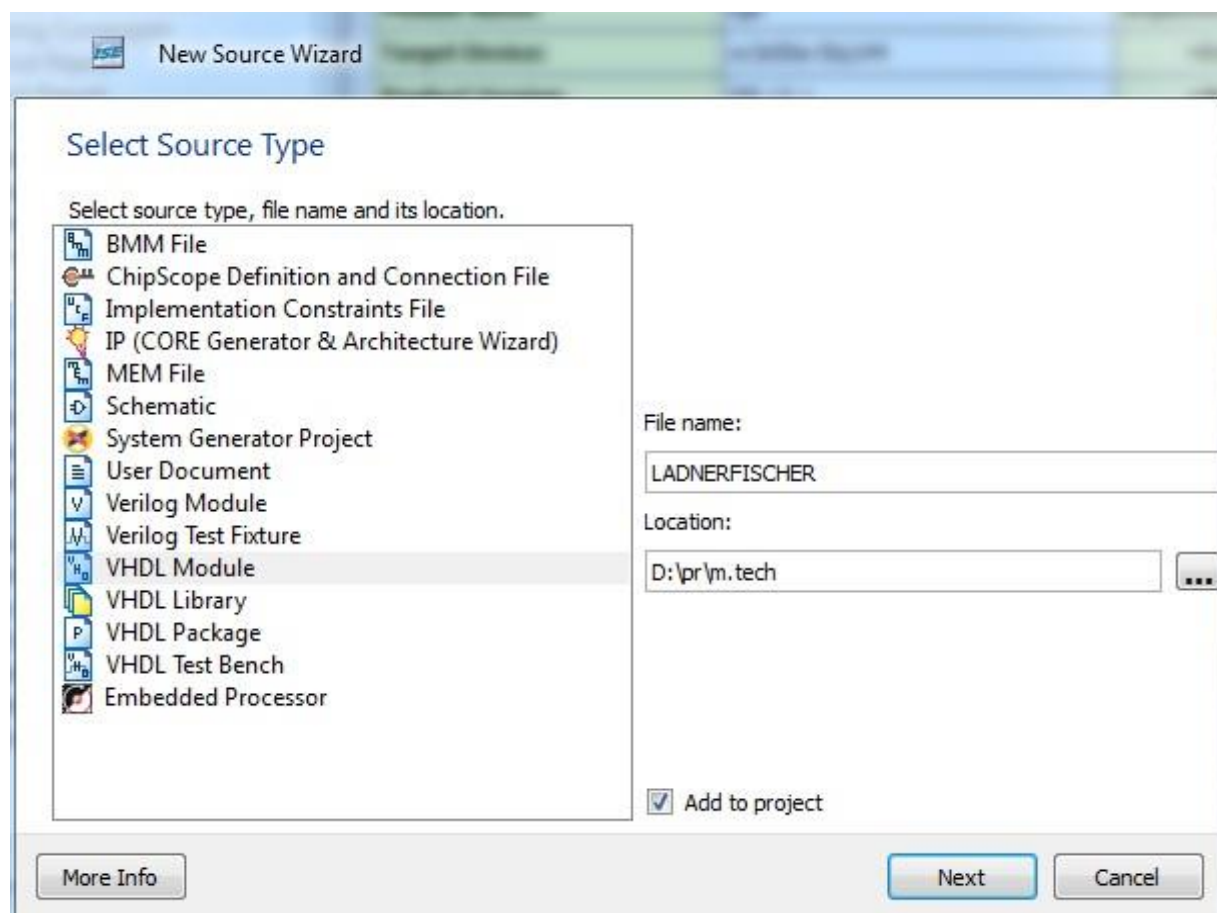 ISE New Source Wizard
Select Source Type
Select source type, file name and its location.
BMM File
ChipScope Definition and Connection File
Implementation Constraints File
IP (CORE Generator & Architecture Wizard)
MEM File
Schematic
System Generator Project
User Document
Verilog Module
Verilog Test Fixture
VHDL Module
VHDL Library
VHDL Package
VHDL Test Bench
Embedded Processor
File name:
LADNERFISCHER
Location:
D:\pr\m.tech
...
Add to project
More Info
Next
Cancel